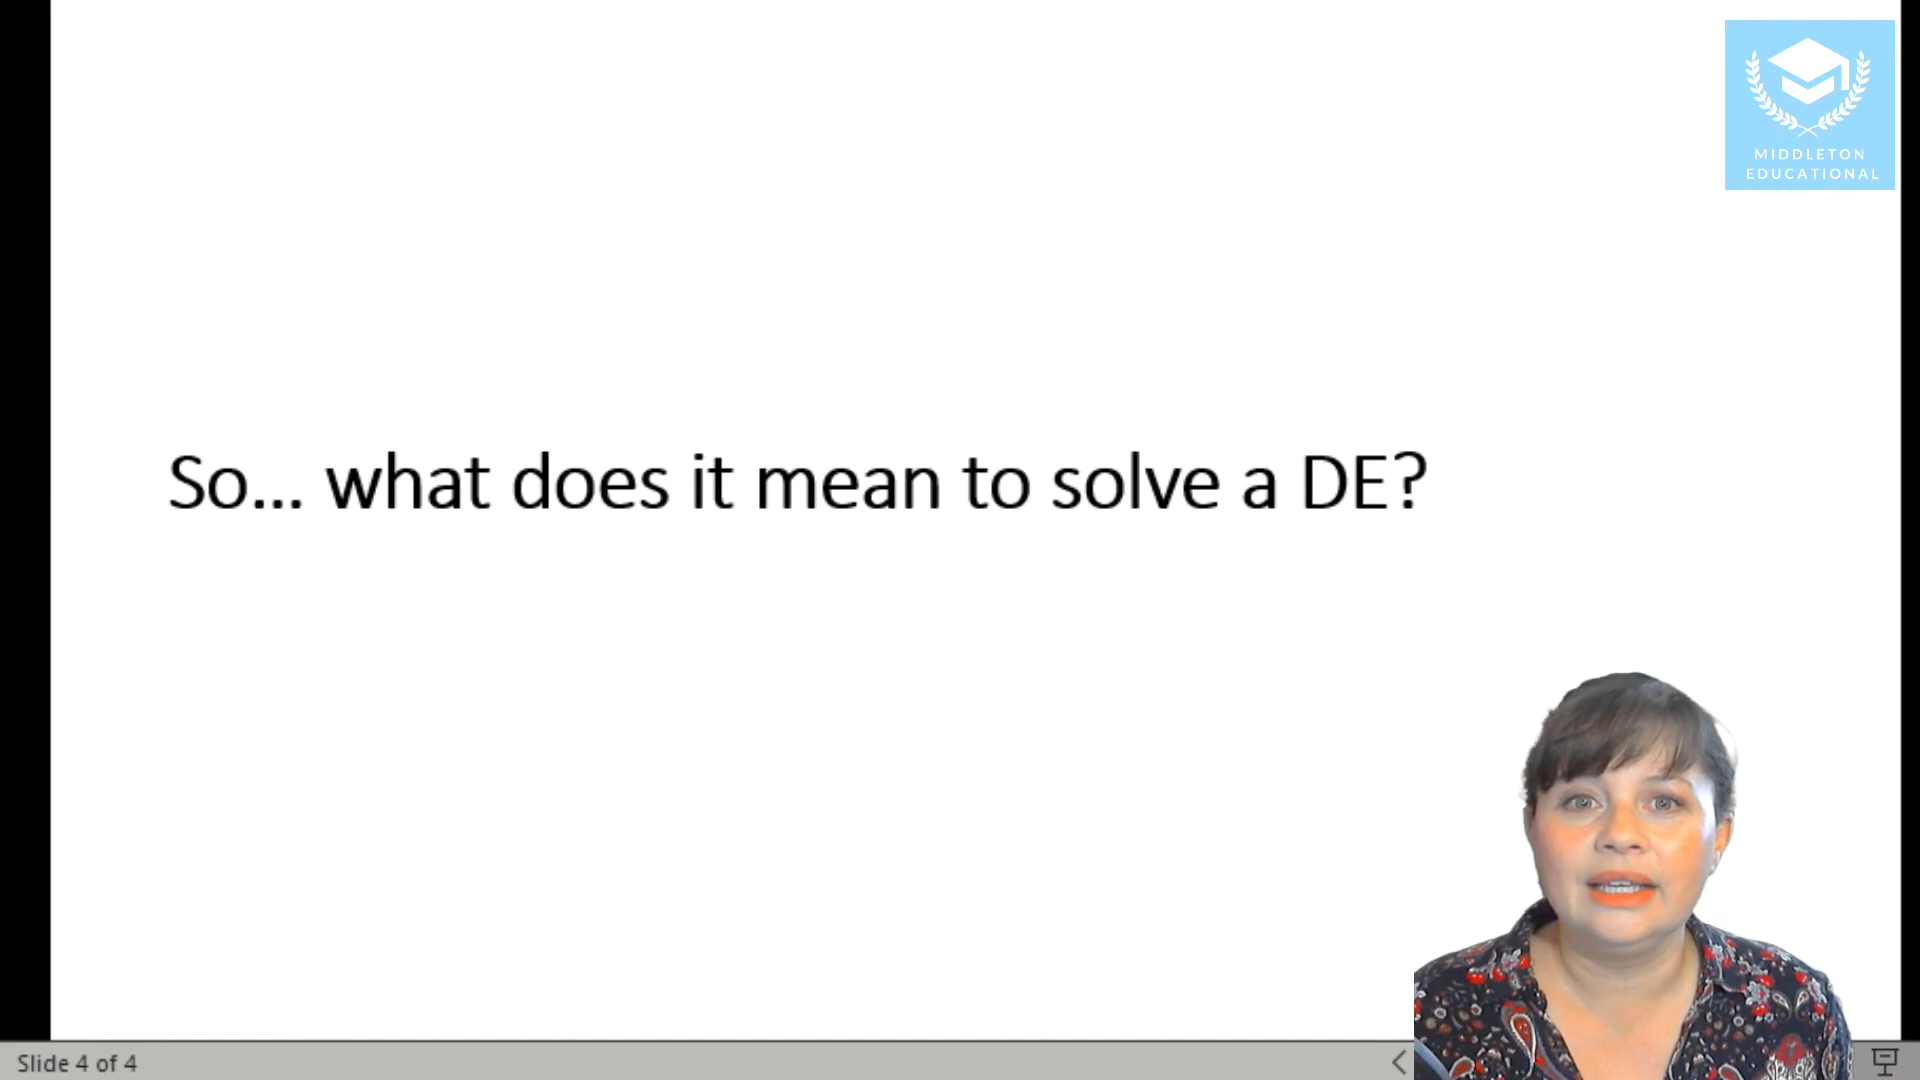 MIDDLETON
EDUCATIONAL
So... what does it mean to solve a DE?
Slide 4 of 4